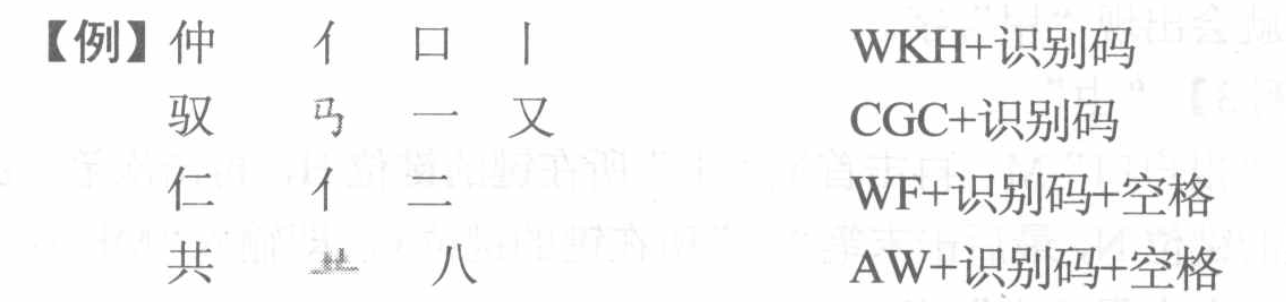 【例】仲 亻 口 丨 WKH+识别码
驭 马 一 又 CGC+识别码
仁 亻 二 WF+识别码+空格
共 八 AW+识别码+空格